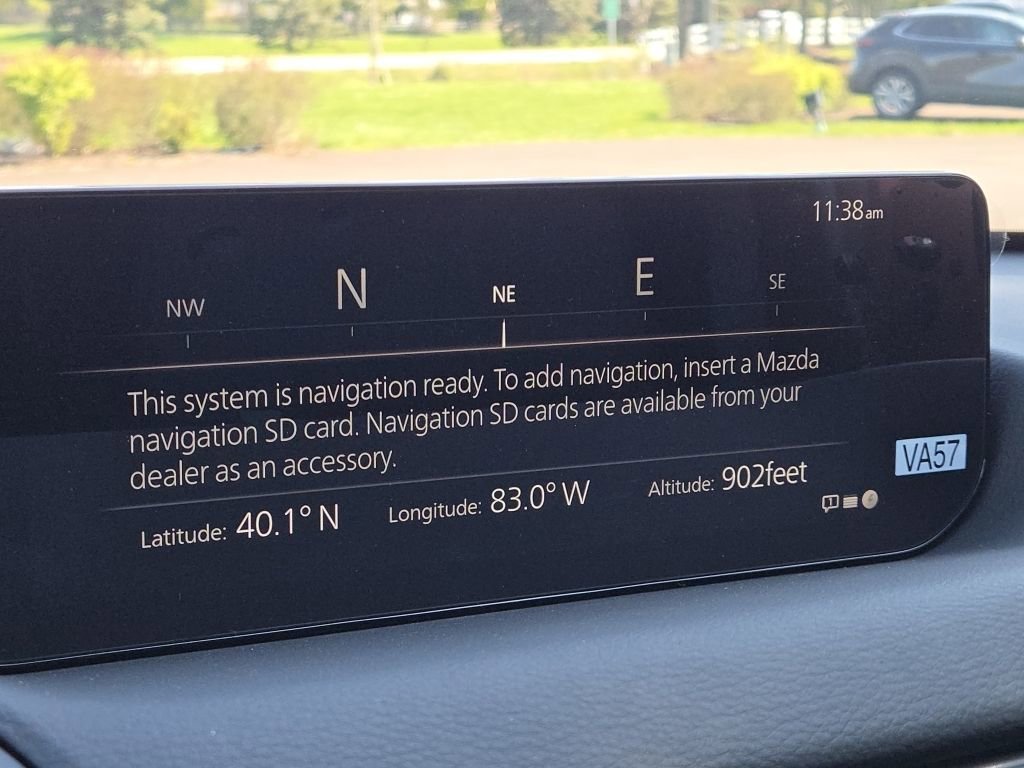 11:38am
NW N NE E SE
This system is navigation ready. To add navigation, insert a Mazda
navigation SD card. Navigation SD cards are available from your
dealer as an accessory.
VA57
Latitude: 40.1° N Longitude: 83.0° W Altitude: 902feet
1